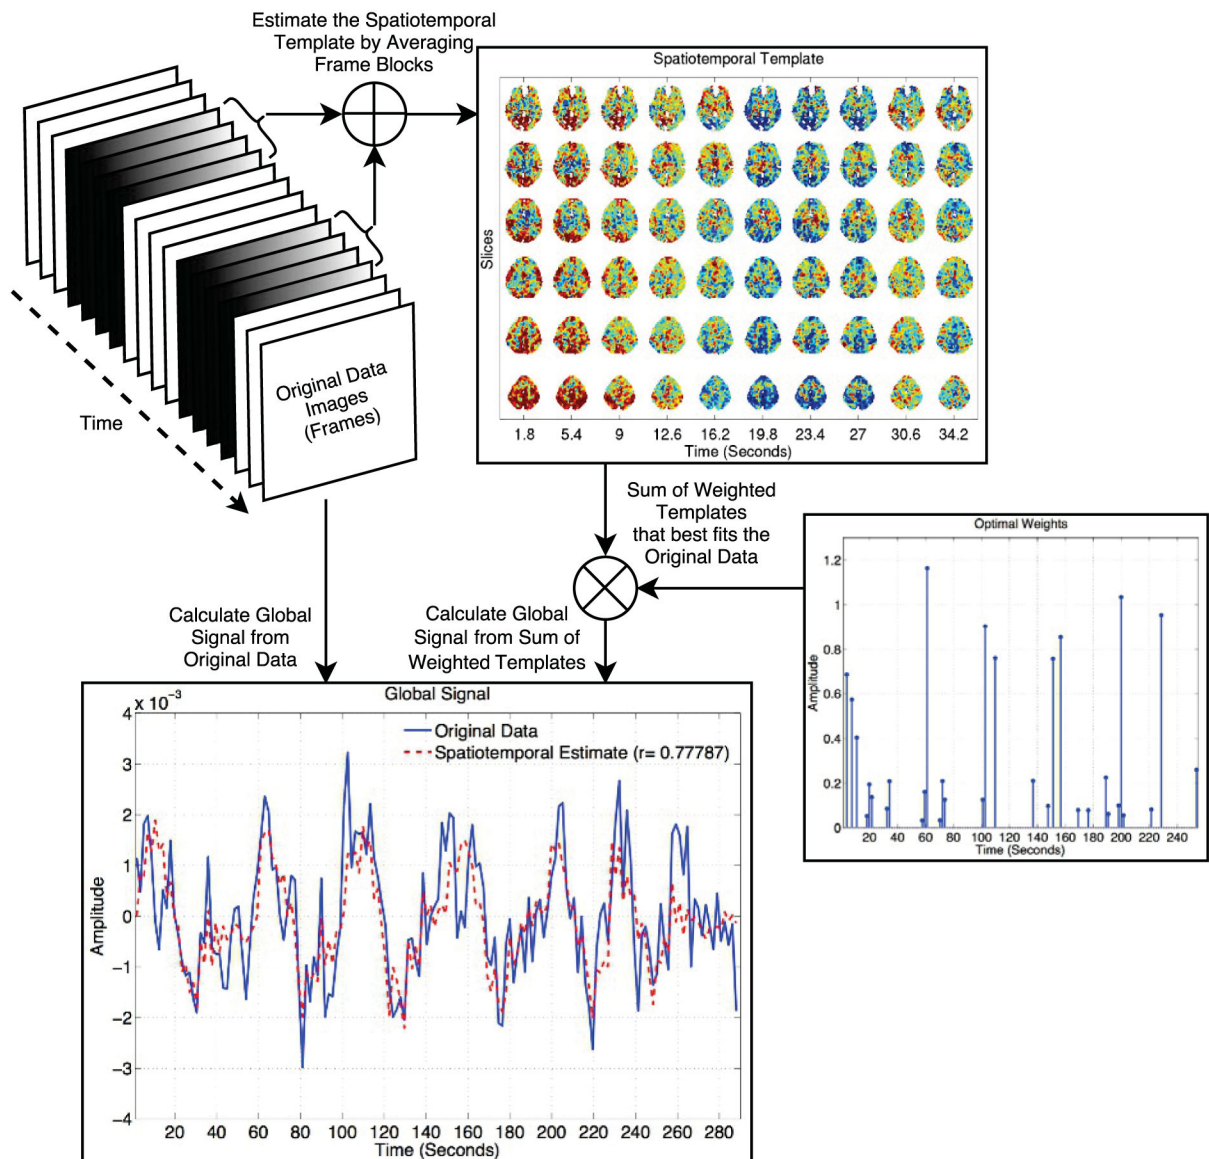 Estimate the Spatiotemporal
Template by Averaging
Frame Blocks
Spatiotemporal Template
Slices
1.8 5.4 9 12.6 16.2 19.8 23.4 27 30.6 34.2
Time (Seconds)
Original Data
Images
(Frames)
Time
Sum of Weighted
Templates
that best fits the
Original Data
Optimal Weights
Amplitude
1.2
1
0.8
0.6
0.4
0.2
0
20 40 60 80 100 120 140 160 180 200 220 240
Time (Seconds)
Calculate Global
Signal from
Original Data
Calculate Global
Signal from Sum of
Weighted Templates
Global Signal
x 10⁻³
Original Data
Spatiotemporal Estimate (r= 0.77787)
Amplitude
4
3
2
1
0
−1
−2
−3
−4
20 40 60 80 100 120 140 160 180 200 220 240 260 280
Time (Seconds)